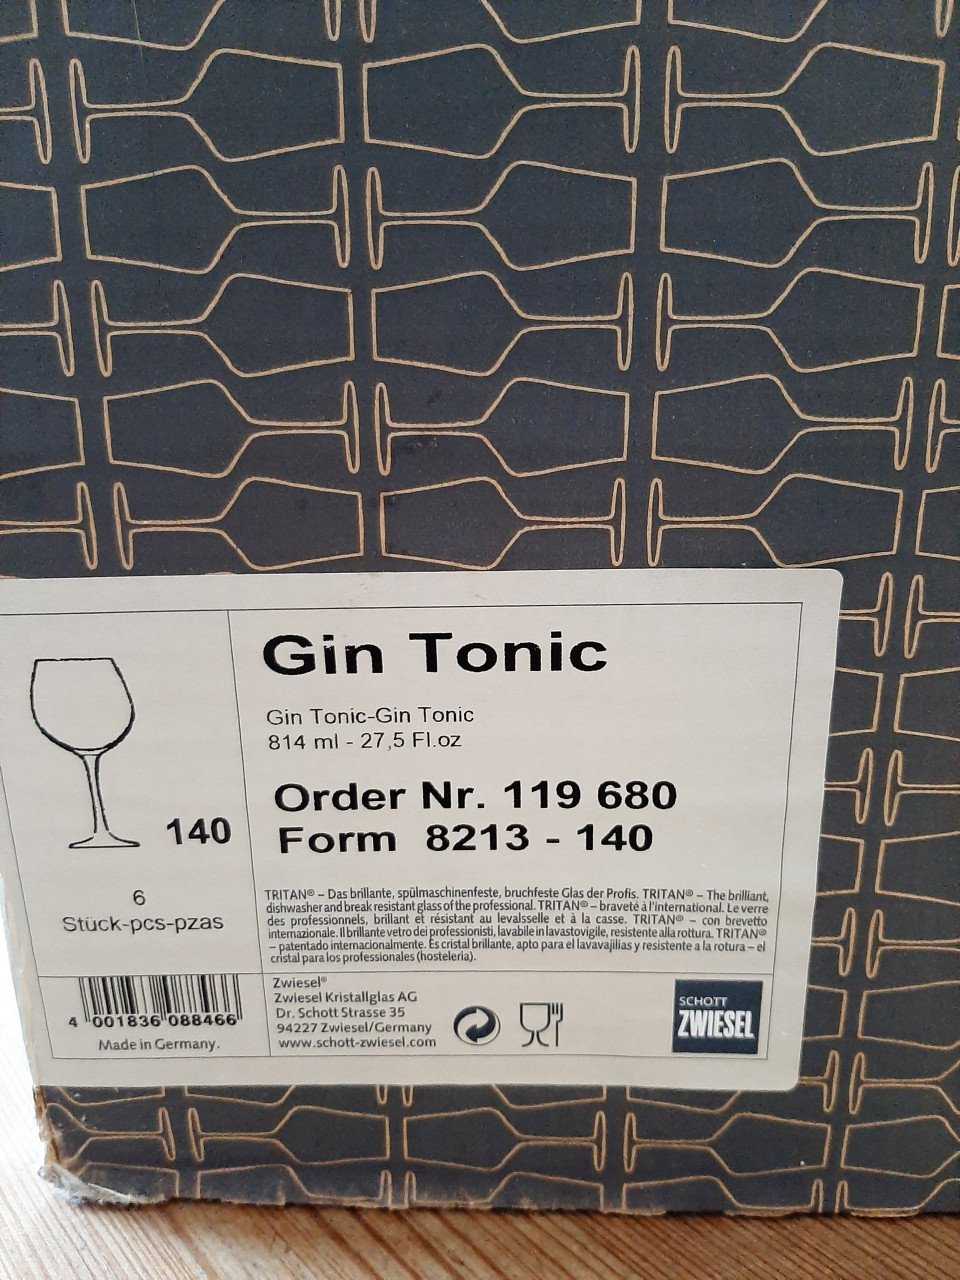 Gin Tonic
Gin Tonic-Gin Tonic
814 ml - 27,5 Fl.oz
Order Nr. 119 680
Form 8213 - 140
140
6
Stück-pcs-pzas
TRITAN® – Das brillante, spülmaschinenfeste, bruchfeste Glas der Profis. TRITAN® – The brilliant,
dishwasher and break resistant glass of the professional. TRITAN® – braveté à l'international. Le verre
des professionnels, brillant et résistant au levalsselle et à la casse. TRITAN® – con brevetto
internazionale. Il brillante vetro dei professionisti, lavabile in lavastovigile, resistente alla rottura. TRITAN®
– patentado internacionalmente. Es cristal brillante, apto para el lavavajilias y resistente a la rotura – el
cristal para los professionales (hosteleria).
4 001836 088466
Made in Germany.
Zwiesel®
Zwiesel Kristallglas AG
Dr. Schott Strasse 35
94227 Zwiesel/Germany
www.schott-zwiesel.com
SCHOTT
ZWIESEL